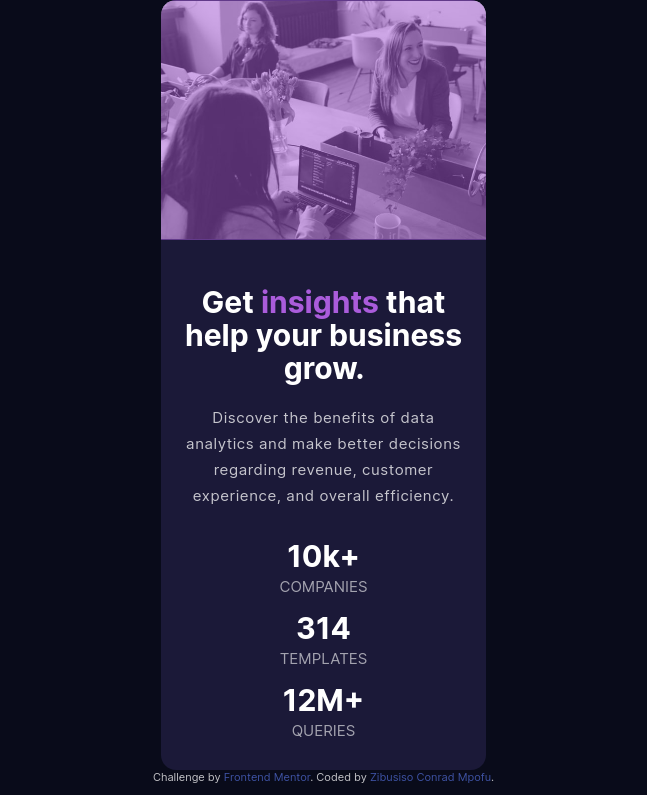 Get insights that
help your business
grow.
Discover the benefits of data
analytics and make better decisions
regarding revenue, customer
experience, and overall efficiency.
10k+
COMPANIES
314
TEMPLATES
12M+
QUERIES
Challenge by Frontend Mentor. Coded by Zibusiso Conrad Mpofu.